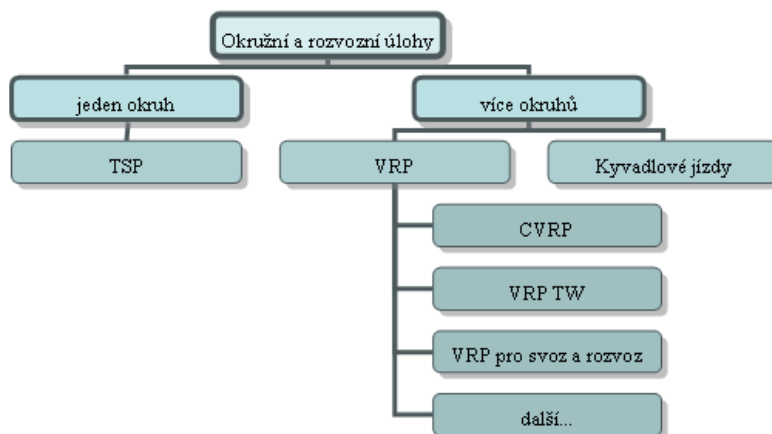 Okružní a rozvozní úlohy
jeden okruh
více okruhů
TSP
VRP
Kyvadlové jízdy
CVRP
VRP TW
VRP pro svoz a rozvoz
další...